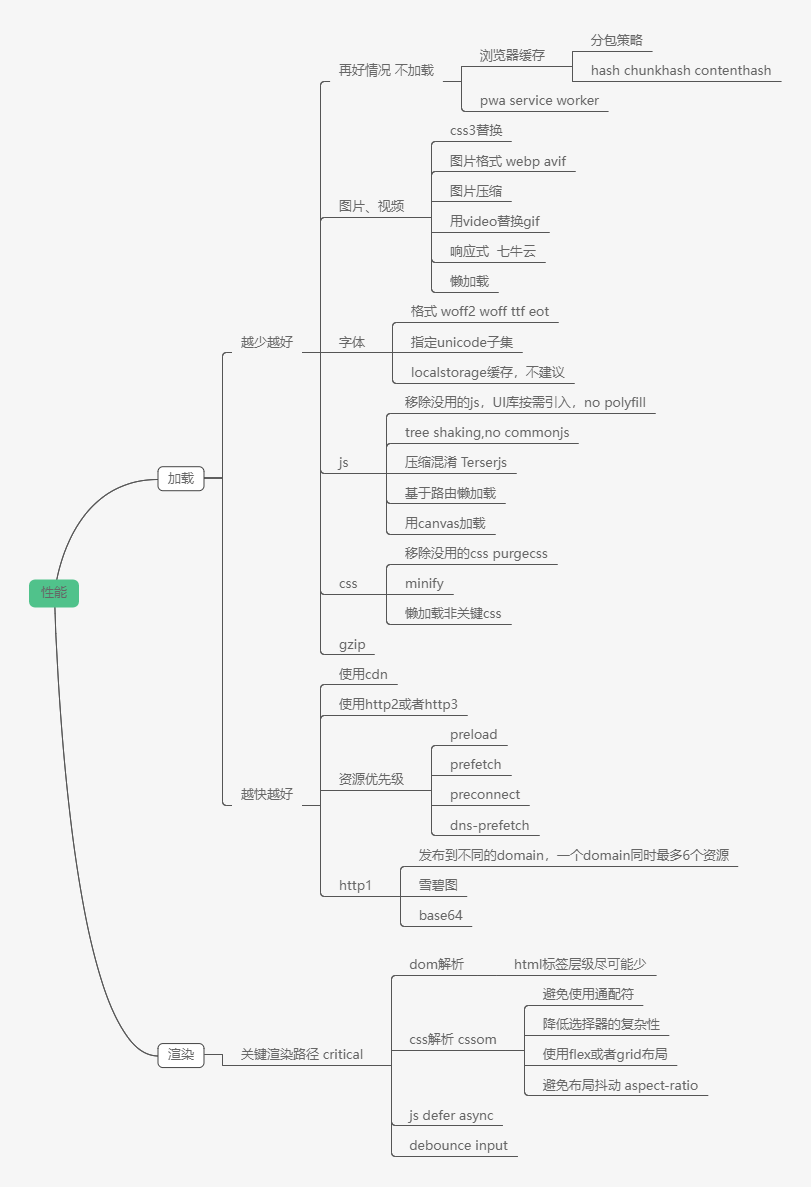 性能
加载
越少越好
再好情况 不加载
浏览器缓存
分包策略
hash chunkhash contenthash
pwa service worker
图片、视频
css3替换
图片格式 webp avif
图片压缩
用video替换gif
响应式 七牛云
懒加载
字体
格式 woff2 woff ttf eot
指定unicode子集
localstorage缓存，不建议
js
移除没用的js，UI库按需引入，no polyfill
tree shaking,no commonjs
压缩混淆 Terserjs
基于路由懒加载
用canvas加载
css
移除没用的css purgecss
minify
懒加载非关键css
gzip
越快越好
使用cdn
使用http2或者http3
资源优先级
preload
prefetch
preconnect
dns-prefetch
http1
发布到不同的domain，一个domain同时最多6个资源
雪碧图
base64
渲染
关键渲染路径 critical
dom解析
html标签层级尽可能少
css解析 cssom
避免使用通配符
降低选择器的复杂性
使用flex或者grid布局
避免布局抖动 aspect-ratio
js defer async
debounce input